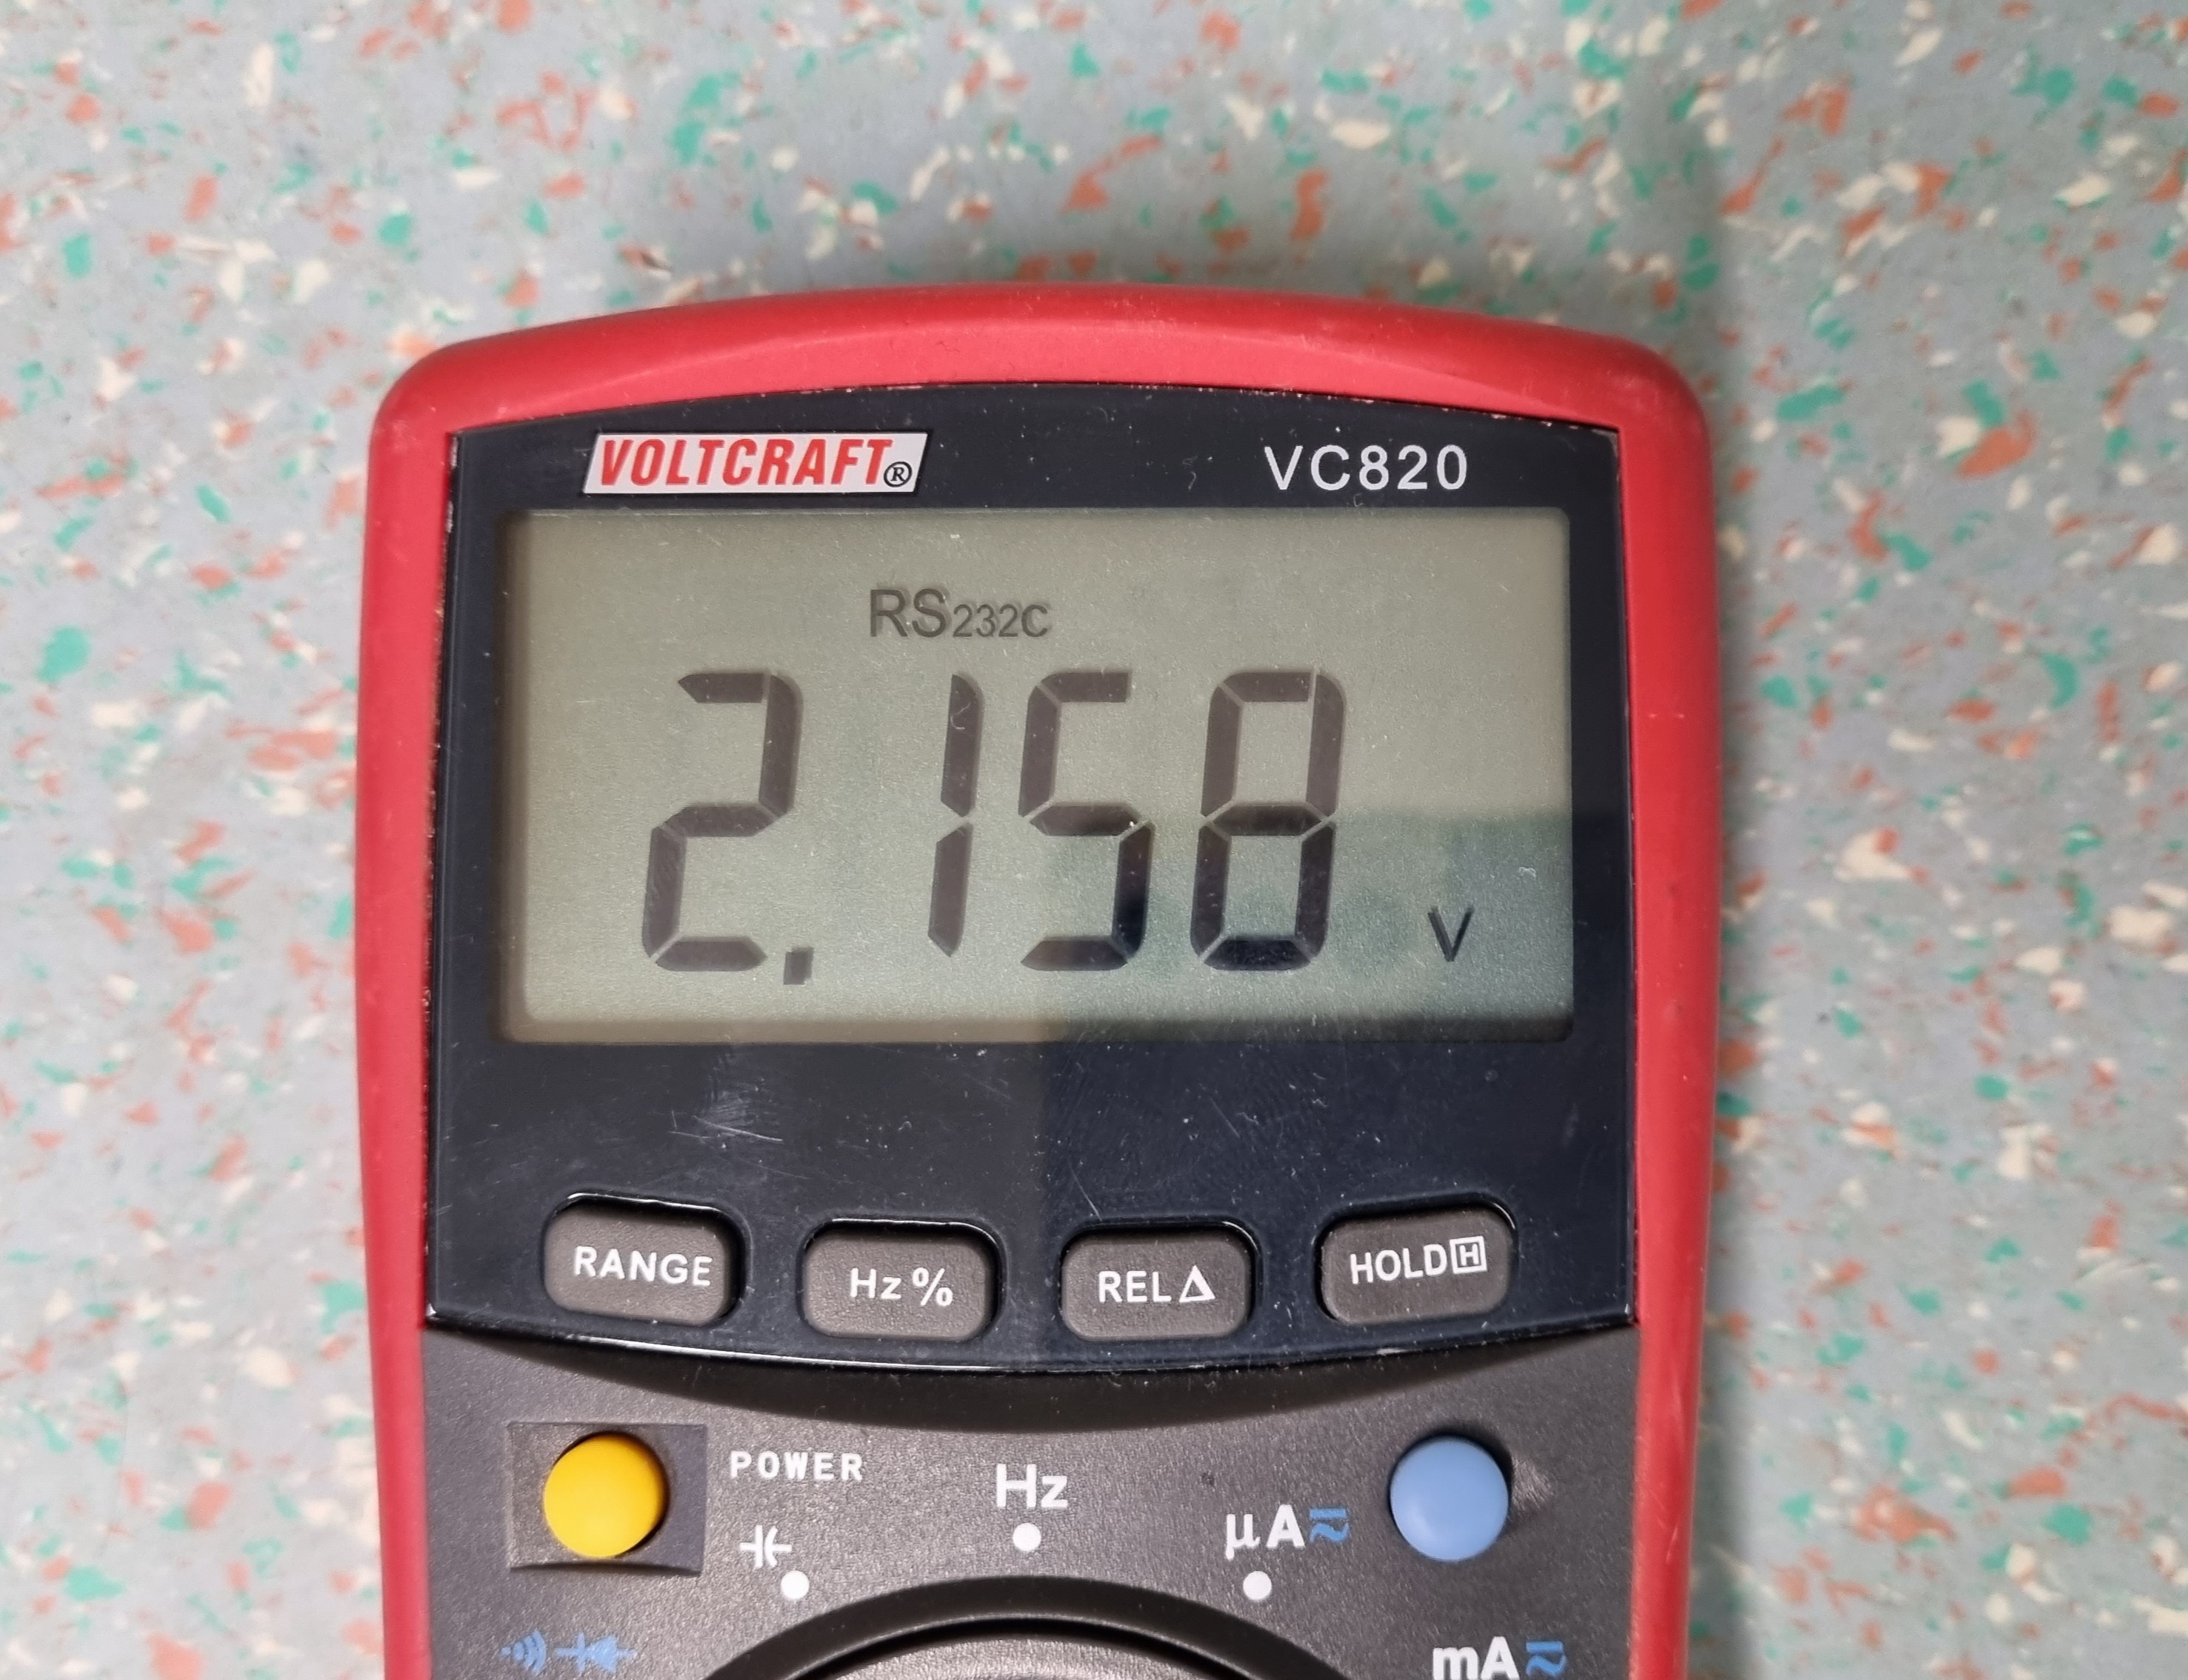 VOLTCRAFT® VC820
RS232C
2.158 V
RANGE Hz % REL Δ HOLD H
POWER
Hz
μA
mA